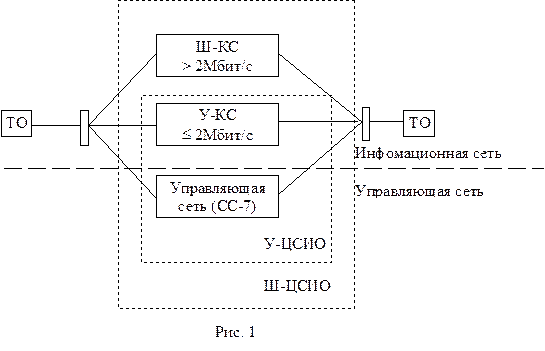 Ш-КС
> 2Мбит/с
ТО
У-КС
≤ 2Мбит/с
ТО
Инфомационная сеть
Управляющая
сеть (СС-7)
Управляющая сеть
У-ЦСИО
Ш-ЦСИО
Рис. 1